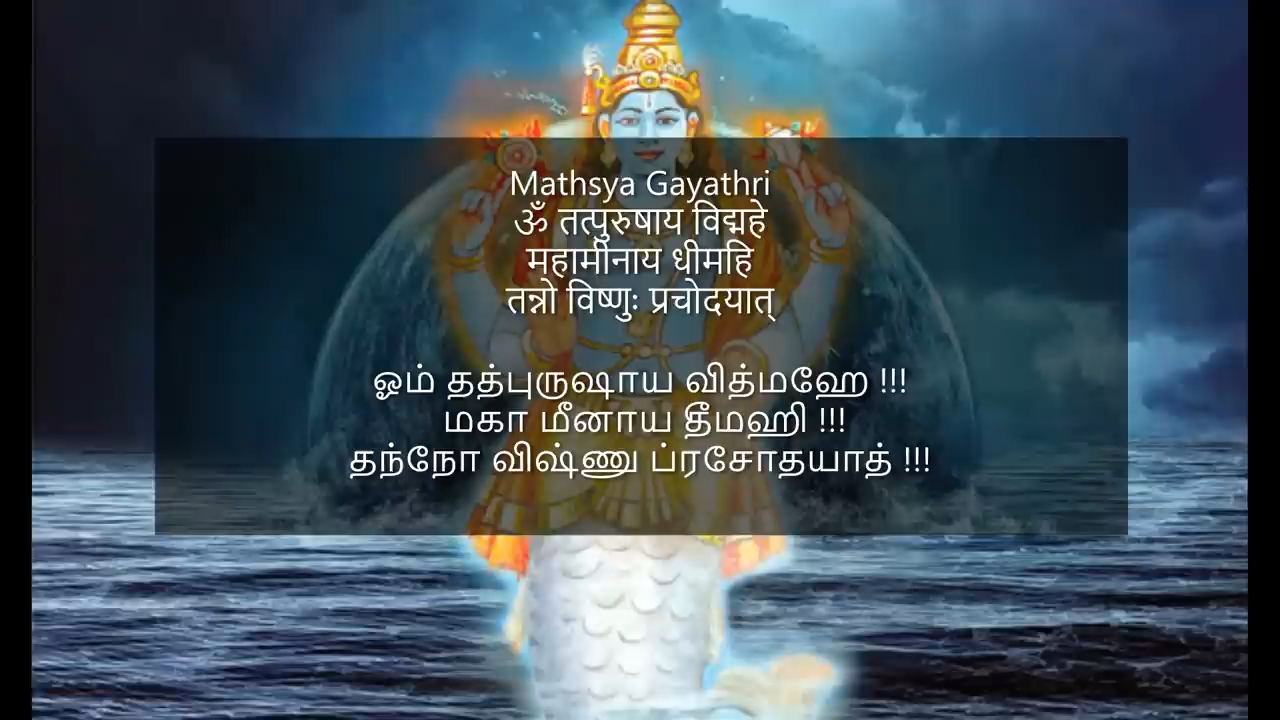 Mathsya Gayathri
ॐ तत्पुरुषाय विद्महे
महामीनाय धीमहि
तन्नो विष्णुः प्रचोदयात्
ஓம் தத்புருஷாய வித்மஹே !!!
மகா மீனாய தீமஹி !!!
தந்நோ விஷ்ணு ப்ரசோதயாத் !!!